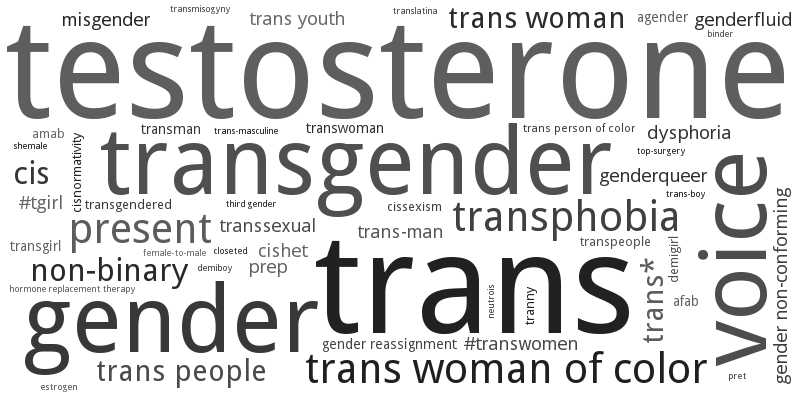 transmisogyny
misgender
trans youth
translatina
trans woman
agender
genderfluid
binder
testosterone
amab
transman
trans-masculine
transwoman
trans person of color
dysphoria
shemale
cisnormativity
transgender
top-surgery
cis
genderqueer
voice
trans-boy
#tgirl
transgendered
third gender
cissexism
transphobia
gender non-conforming
present
transsexual
trans-man
transpeople
transgirl
female-to-male
closeted
cishet
demigirl
non-binary
demiboy
prep
trans
trans*
hormone replacement therapy
neutrois
tranny
afab
gender
gender reassignment
#transwomen
trans people
trans woman of color
pret
estrogen